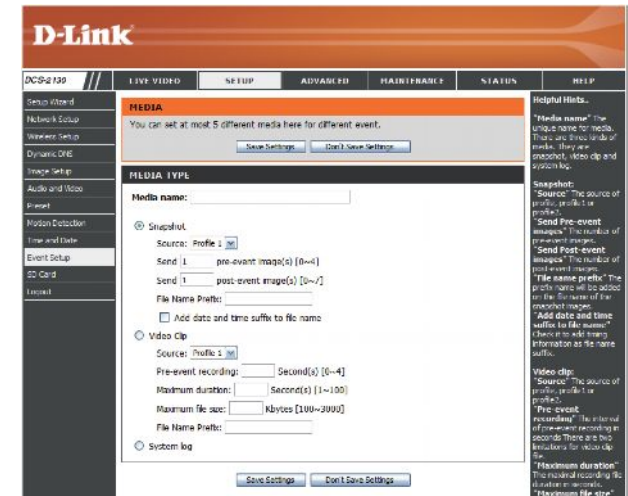 D-Link
DCS-2130 // LIVE VIDEO SETUP ADVANCED MAINTENANCE STATUS HELP
Setup Wizard
Network Setup
Wireless Setup
Dynamic DNS
Image Setup
Audio and Video
Preset
Motion Detection
Time and Date
Event Setup
SD Card
Logout
MEDIA
You can set at most 5 different media here for different event.
Save Settings Don't Save Settings
MEDIA TYPE
Media name:
Snapshot
Source: Profile 1
Send 1 pre-event image(s) [0~4]
Send 1 post-event image(s) [0~7]
File Name Prefix:
Add date and time suffix to file name
Video Clip
Source: Profile 1
Pre-event recording: Second(s) [0~4]
Maximum duration: Second(s) [1~100]
Maximum file size: Kbytes [100~3000]
File Name Prefix:
System log
Save Settings Don't Save Settings
Helpful Hints..
"Media name" The
unique name for media.
There are three kinds of
media. They are
snapshot, video clip and
system log.
Snapshot:
"Source" The source of
profile, profile1 or
profile2.
"Send Pre-event
images" The number of
pre-event images.
"Send Post-event
images" The number of
post-event images.
"File name prefix" The
prefix name will be added
on the file name of the
snapshot images.
"Add date and time
suffix to file name"
Check it to add timing
information as file name
suffix.
Video clip:
"Source" The source of
profile, profile1 or
profile2.
"Pre-event
recording" The interval
of pre-event recording in
seconds There are two
limitations for video clip
file.
"Maximum duration"
The maximal recording file
duration in seconds.
"Maximum file size"